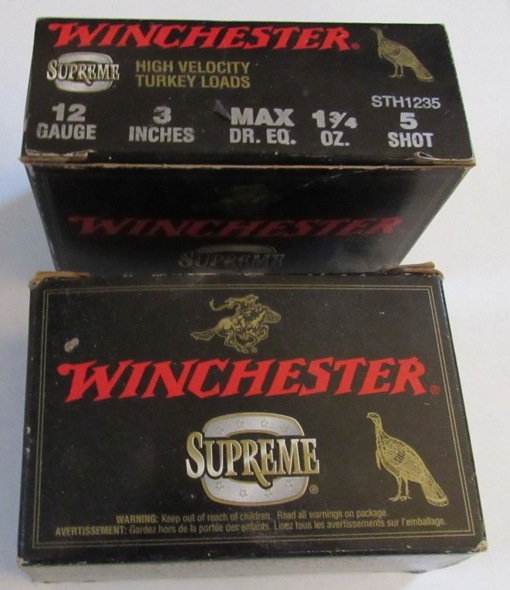 WINCHESTER®
SUPREME
HIGH VELOCITY
TURKEY LOADS
STH1235
12 3 MAX 1¾ 5
GAUGE INCHES DR. EQ. OZ. SHOT
WINCHESTER
SUPREME
WINCHESTER®
SUPREME®
WARNING: Keep out of reach of children. Read all warnings on package.
AVERTISSEMENT: Gardez hors de la portée des enfants. Lisez tous les avertissements sur l'emballage.